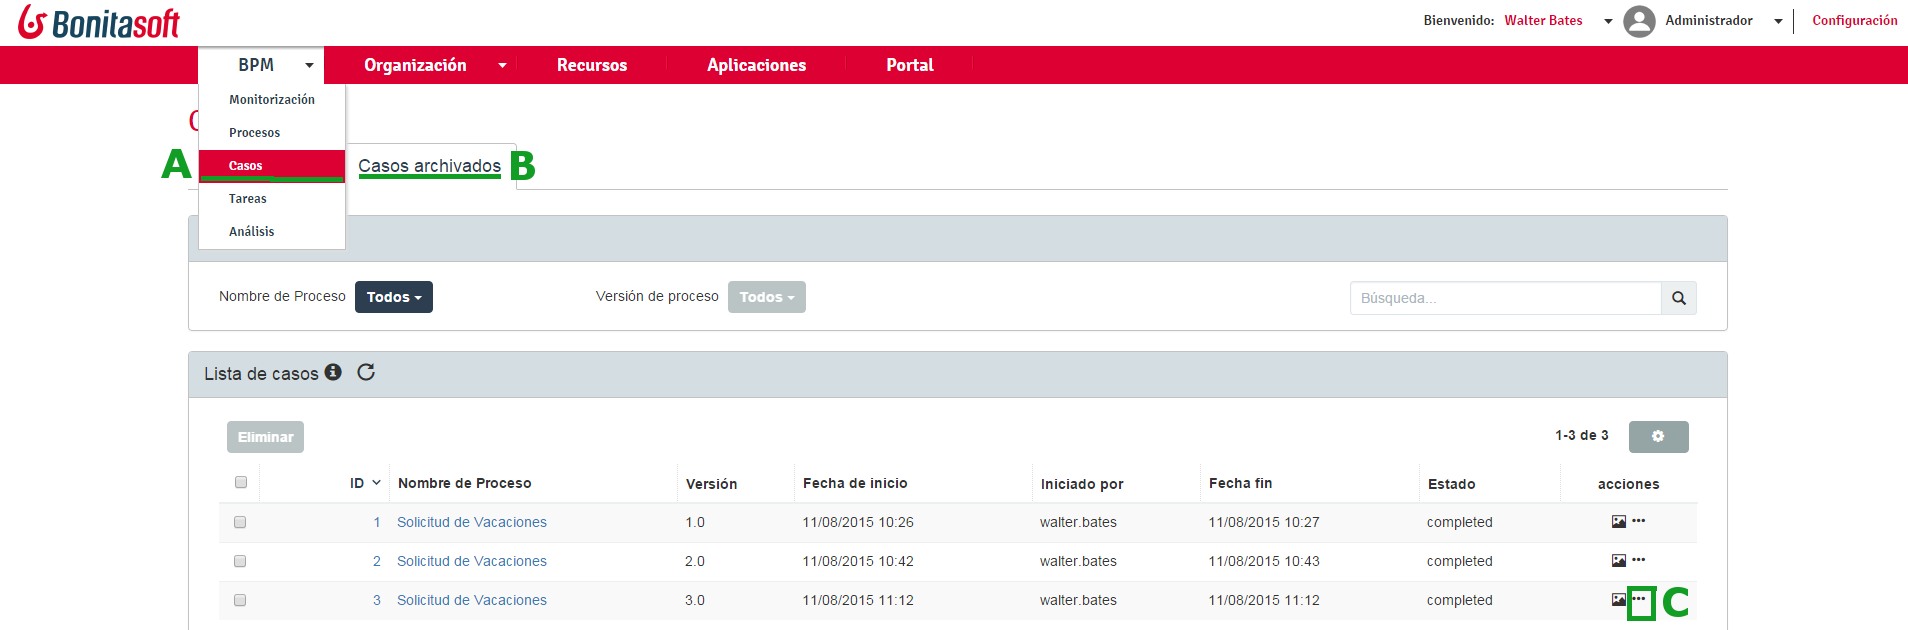 Bonitasoft
Bienvenido: Walter Bates Administrador Configuración
BPM Organización Recursos Aplicaciones Portal
Monitorización
Procesos
A Casos Casos archivados B
Tareas
Análisis
Nombre de Proceso Todos Versión de proceso Todos Búsqueda...
Lista de casos
Eliminar 1-3 de 3
ID Nombre de Proceso Versión Fecha de inicio Iniciado por Fecha fin Estado acciones
1 Solicitud de Vacaciones 1.0 11/08/2015 10:26 walter.bates 11/08/2015 10:27 completed
2 Solicitud de Vacaciones 2.0 11/08/2015 10:42 walter.bates 11/08/2015 10:43 completed
3 Solicitud de Vacaciones 3.0 11/08/2015 11:12 walter.bates 11/08/2015 11:12 completed C